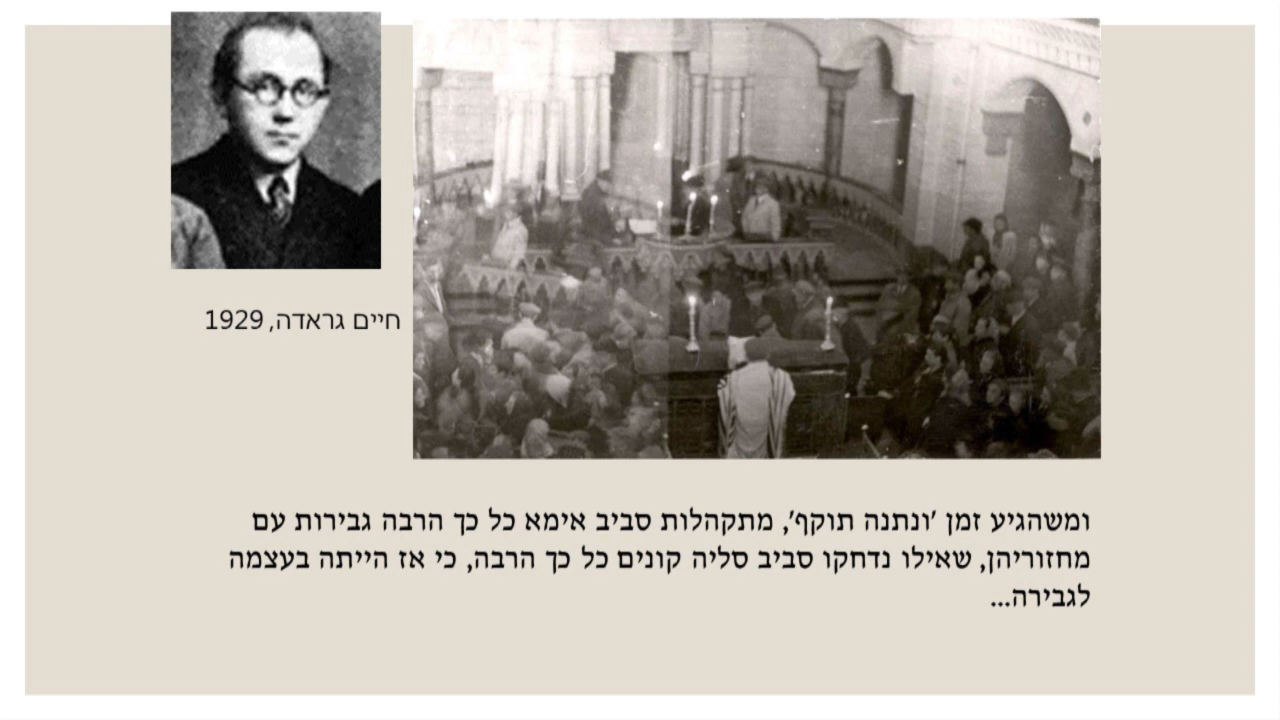 חיים גראדה, 1929
ומשהגיע זמן 'ונתנה תוקף', מתקהלות סביב אימא כל כך הרבה גבירות עם
מחזוריהן, שאילו נדחקו סביב סליה קונים כל כך הרבה, כי אז הייתה בעצמה
לגבירה...